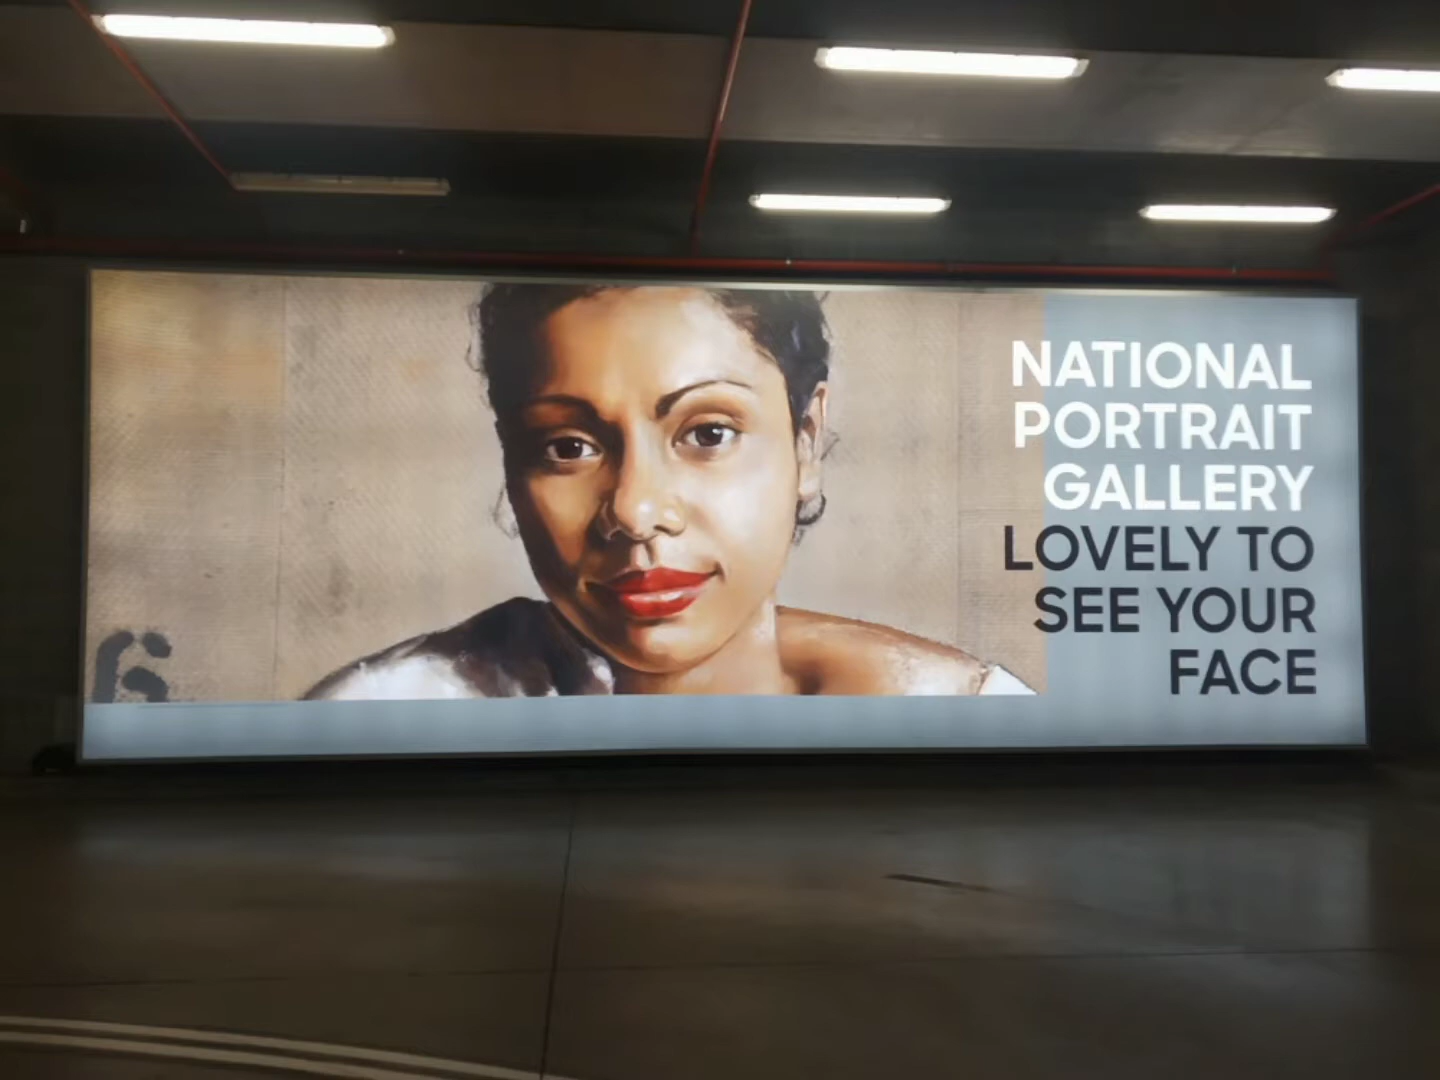 NATIONAL
PORTRAIT
GALLERY
LOVELY TO
SEE YOUR
FACE